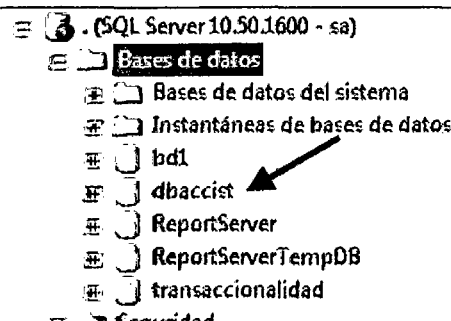 . (SQL Server 10.50.1600 - sa)
Bases de datos
Bases de datos del sistema
Instantáneas de bases de datos
bd1
dbaccist
ReportServer
ReportServerTempDB
transaccionalidad
Seguridad